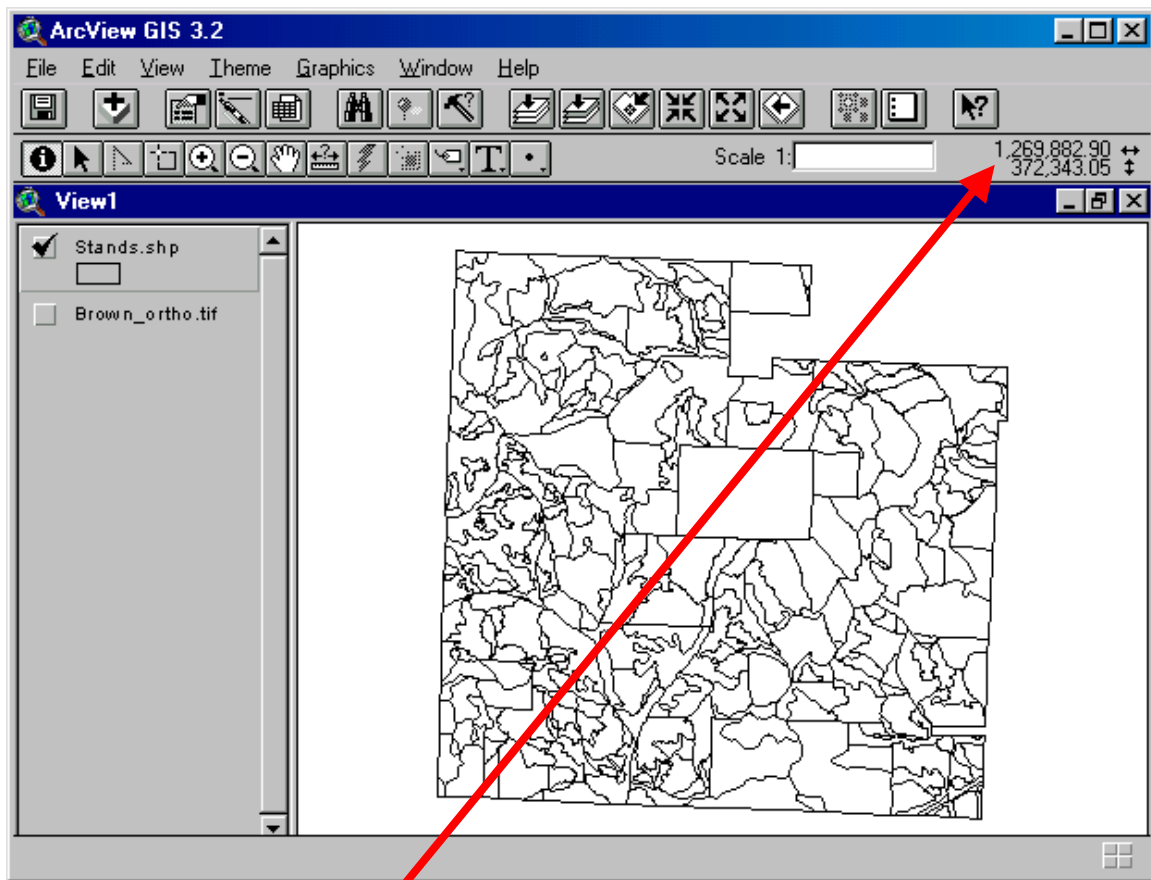 ArcView GIS 3.2
File Edit View Theme Graphics Window Help
Scale 1:
1,269,882.90
372,343.05
View1
Stands.shp
Brown_ortho.tif